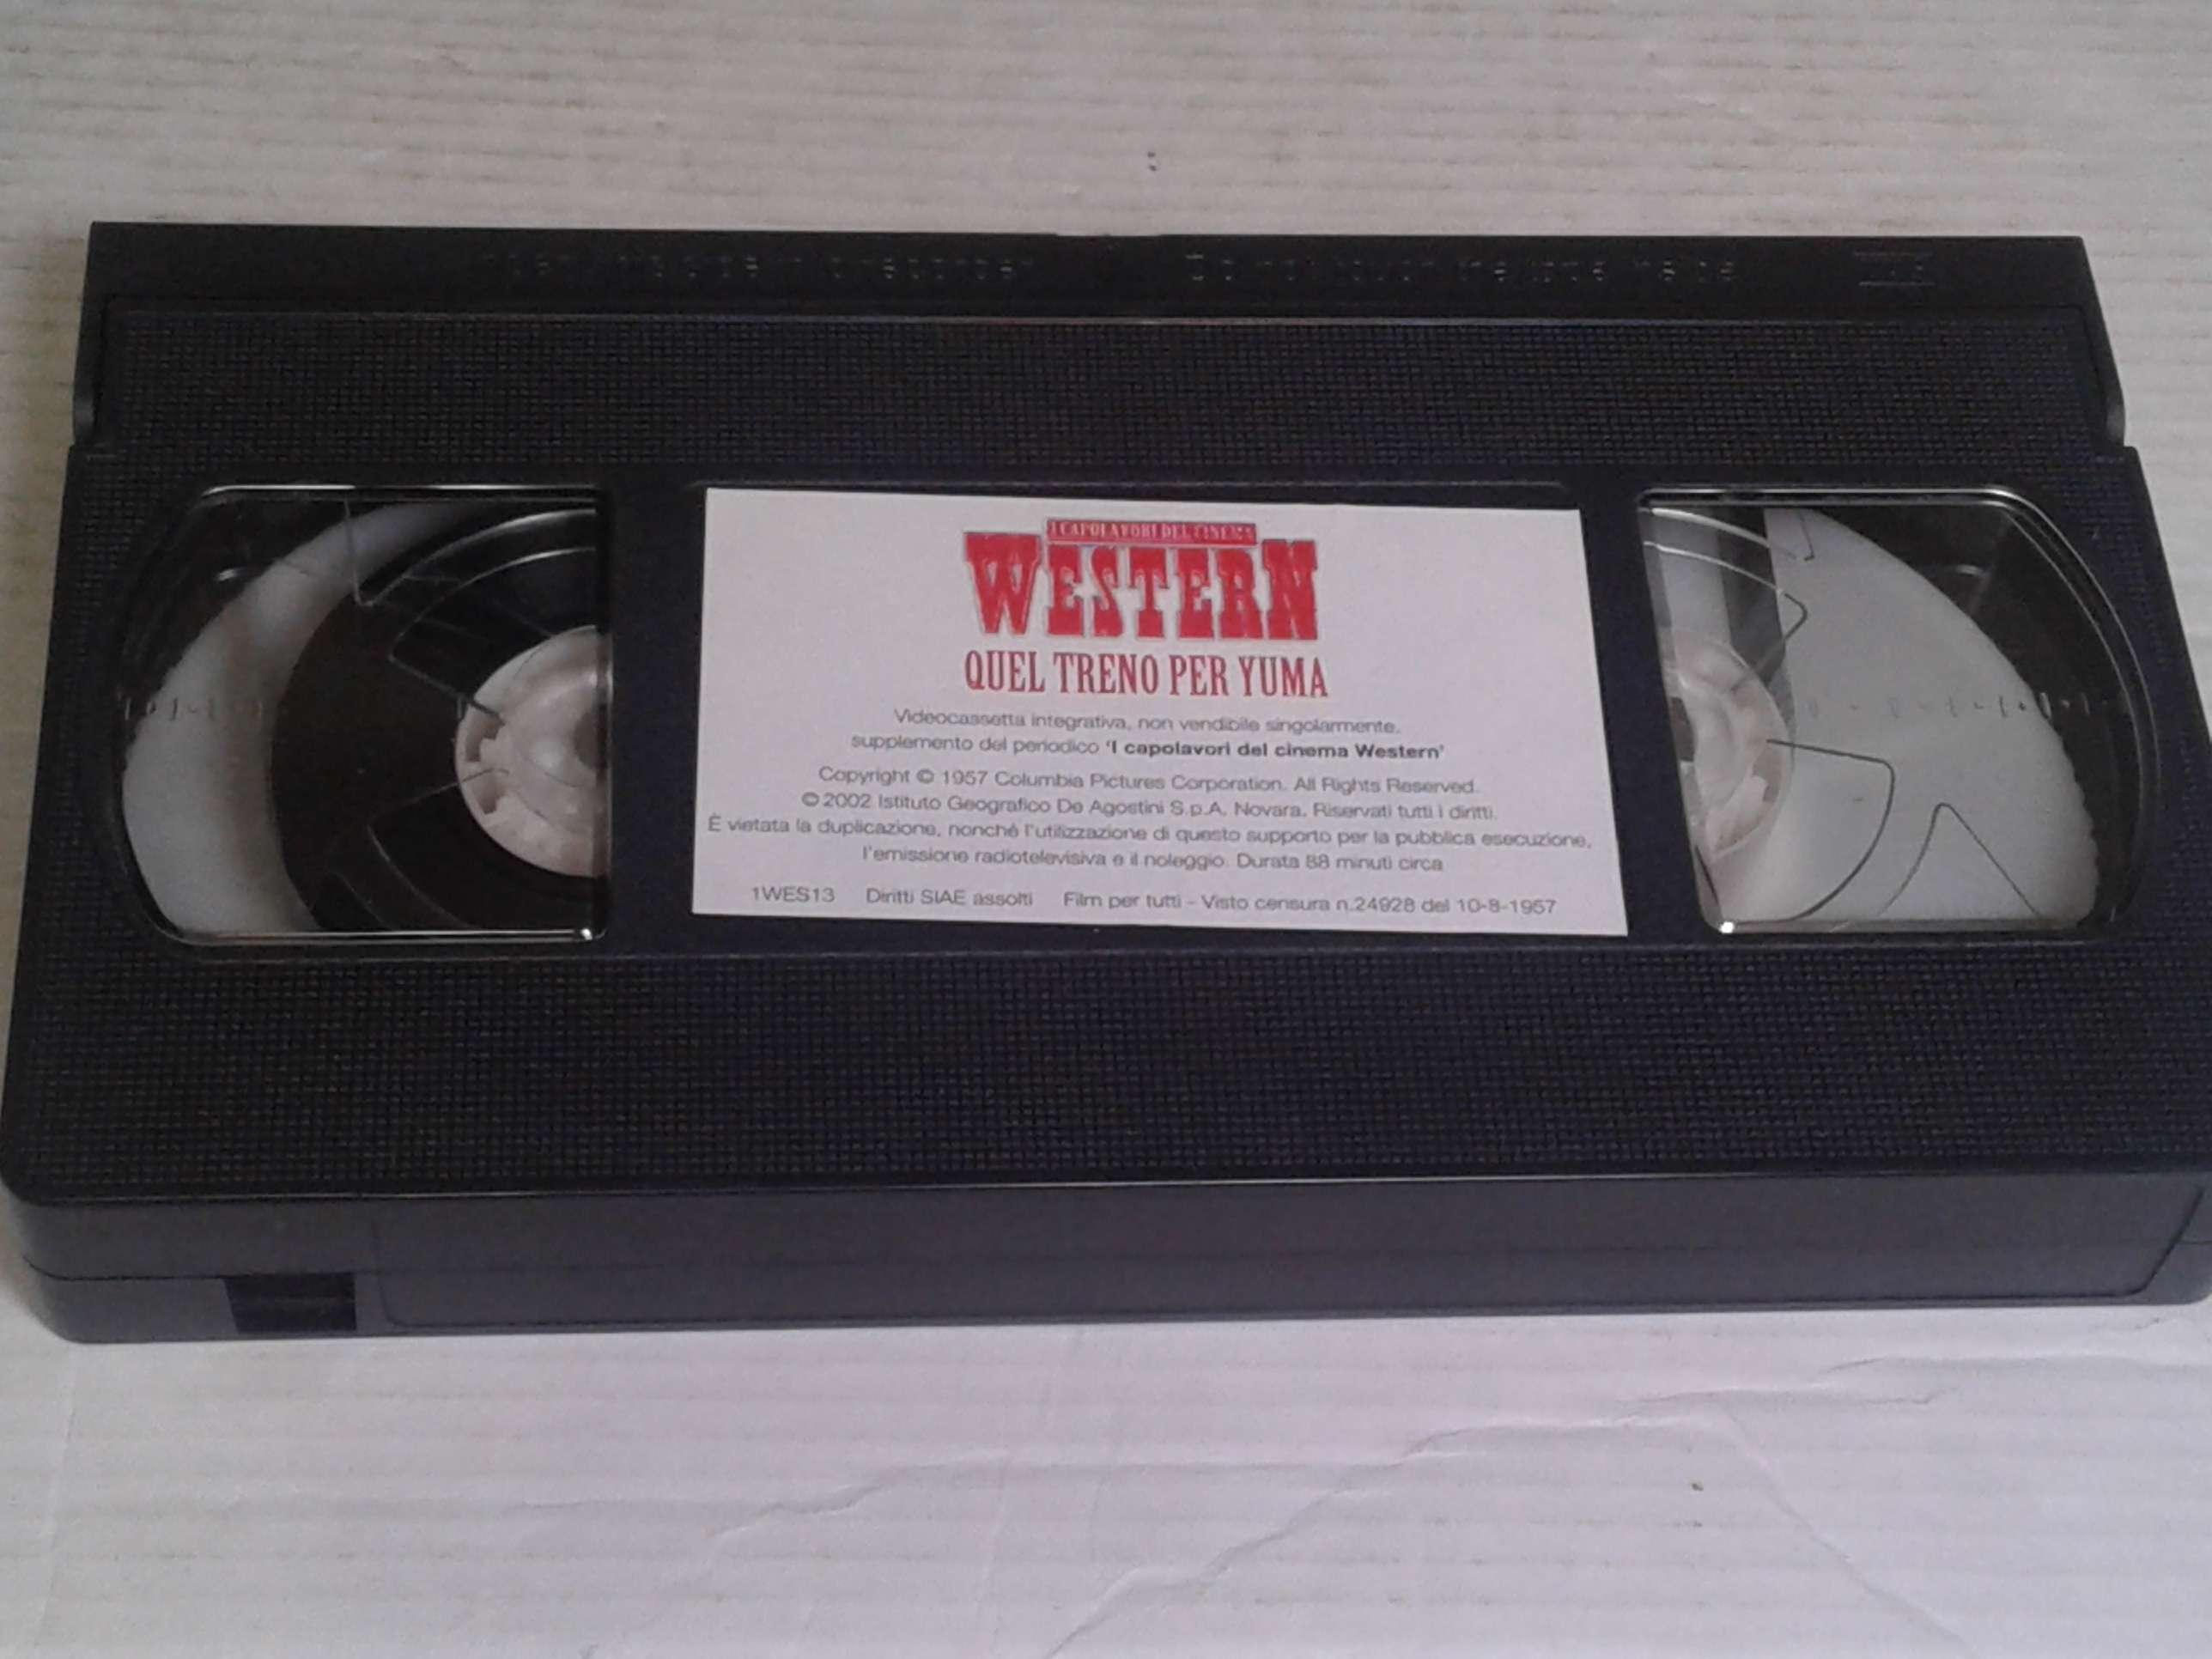 I CAPOLAVORI DEL CINEMA
WESTERN
QUEL TRENO PER YUMA
Videocassetta integrativa, non vendibile singolarmente,
supplemento del periodico 'I capolavori del cinema Western'
Copyright © 1957 Columbia Pictures Corporation. All Rights Reserved.
© 2002 Istituto Geografico De Agostini S.p.A. Novara. Riservati tutti i diritti.
È vietata la duplicazione, nonché l'utilizzazione di questo supporto per la pubblica esecuzione,
l'emissione radiotelevisiva e il noleggio. Durata 88 minuti circa
1WES13 Diritti SIAE assolti Film per tutti - Visto censura n.24928 del 10-8-1957